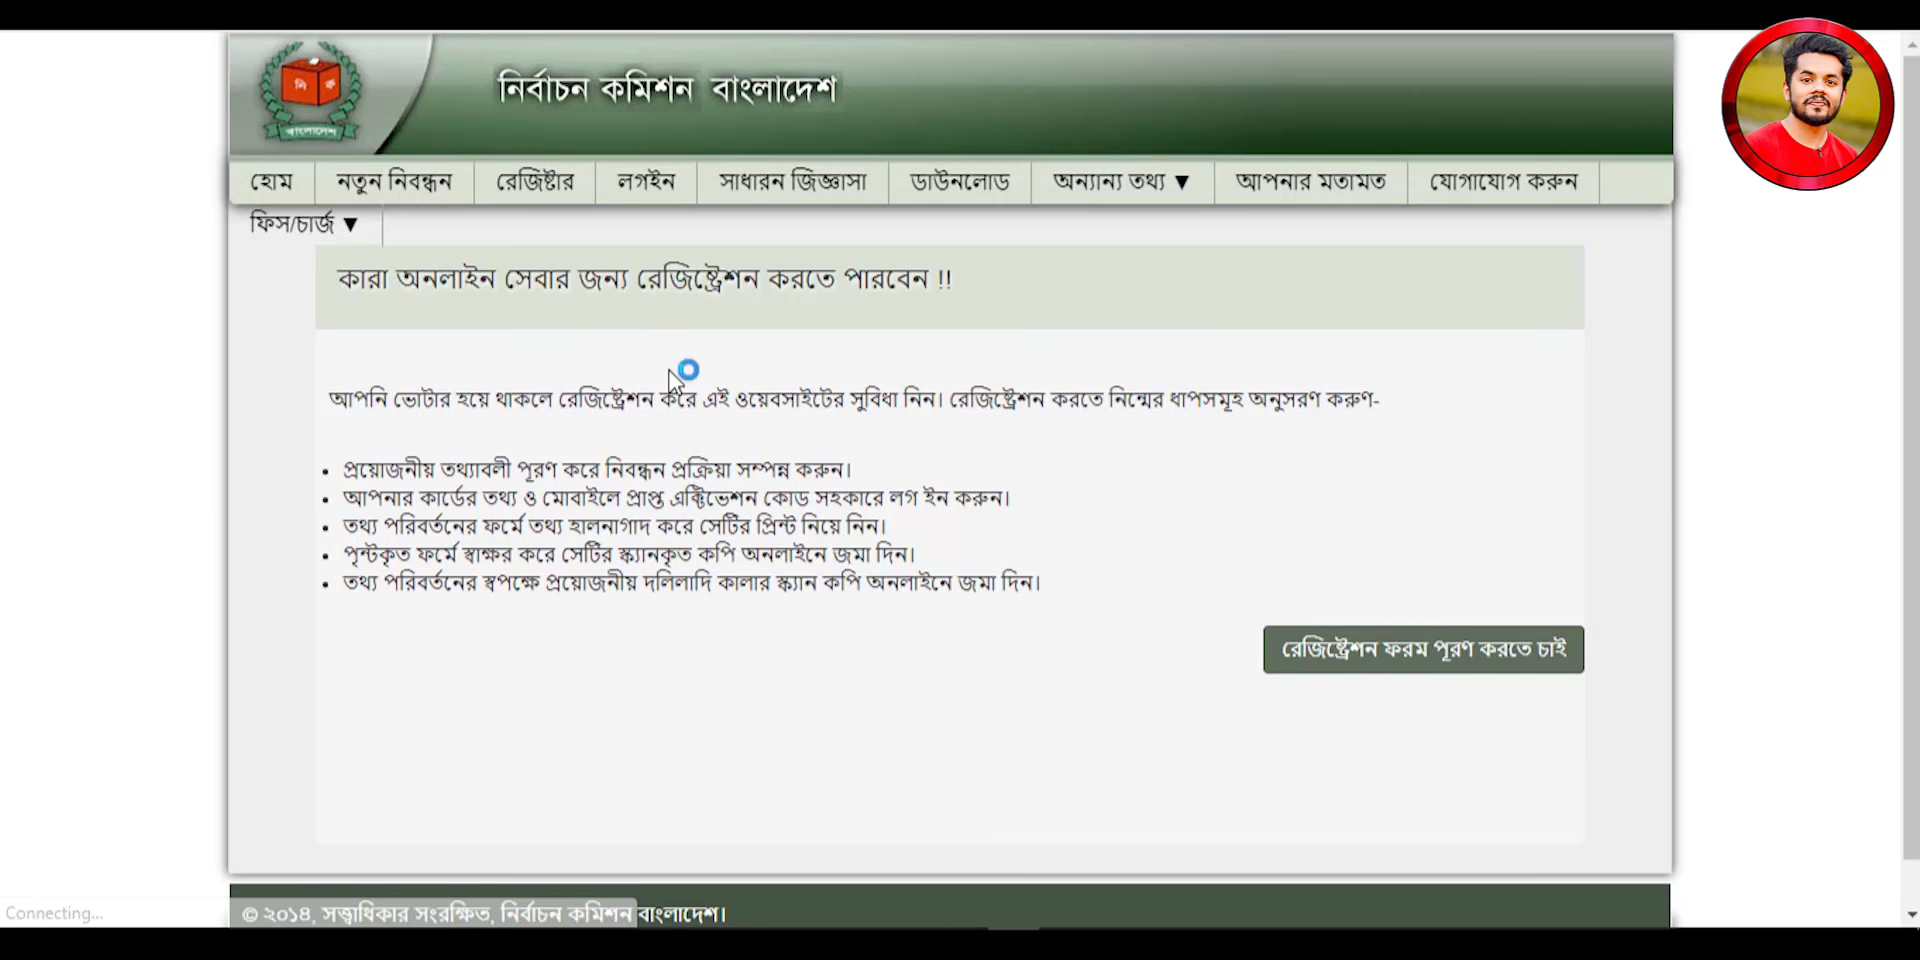 নি ক
বাংলাদেশ
নির্বাচন কমিশন বাংলাদেশ
হোম নতুন নিবন্ধন রেজিষ্টার লগইন সাধারন জিজ্ঞাসা ডাউনলোড অন্যান্য তথ্য ▼ আপনার মতামত যোগাযোগ করুন
ফিস/চার্জ ▼
কারা অনলাইন সেবার জন্য রেজিষ্ট্রেশন করতে পারবেন !!
আপনি ভোটার হয়ে থাকলে রেজিষ্ট্রেশন করে এই ওয়েবসাইটের সুবিধা নিন। রেজিষ্ট্রেশন করতে নিন্মের ধাপসমূহ অনুসরণ করুণ-
• প্রয়োজনীয় তথ্যাবলী পূরণ করে নিবন্ধন প্রক্রিয়া সম্পন্ন করুন।
• আপনার কার্ডের তথ্য ও মোবাইলে প্রাপ্ত এক্টিভেশন কোড সহকারে লগ ইন করুন।
• তথ্য পরিবর্তনের ফর্মে তথ্য হালনাগাদ করে সেটির প্রিন্ট নিয়ে নিন।
• পৃন্টকৃত ফর্মে স্বাক্ষর করে সেটির স্ক্যানকৃত কপি অনলাইনে জমা দিন।
• তথ্য পরিবর্তনের স্বপক্ষে প্রয়োজনীয় দলিলাদি কালার স্ক্যান কপি অনলাইনে জমা দিন।
রেজিষ্ট্রেশন ফরম পূরণ করতে চাই
Connecting...
© ২০১৪, সত্ত্বাধিকার সংরক্ষিত, নির্বাচন কমিশন বাংলাদেশ।